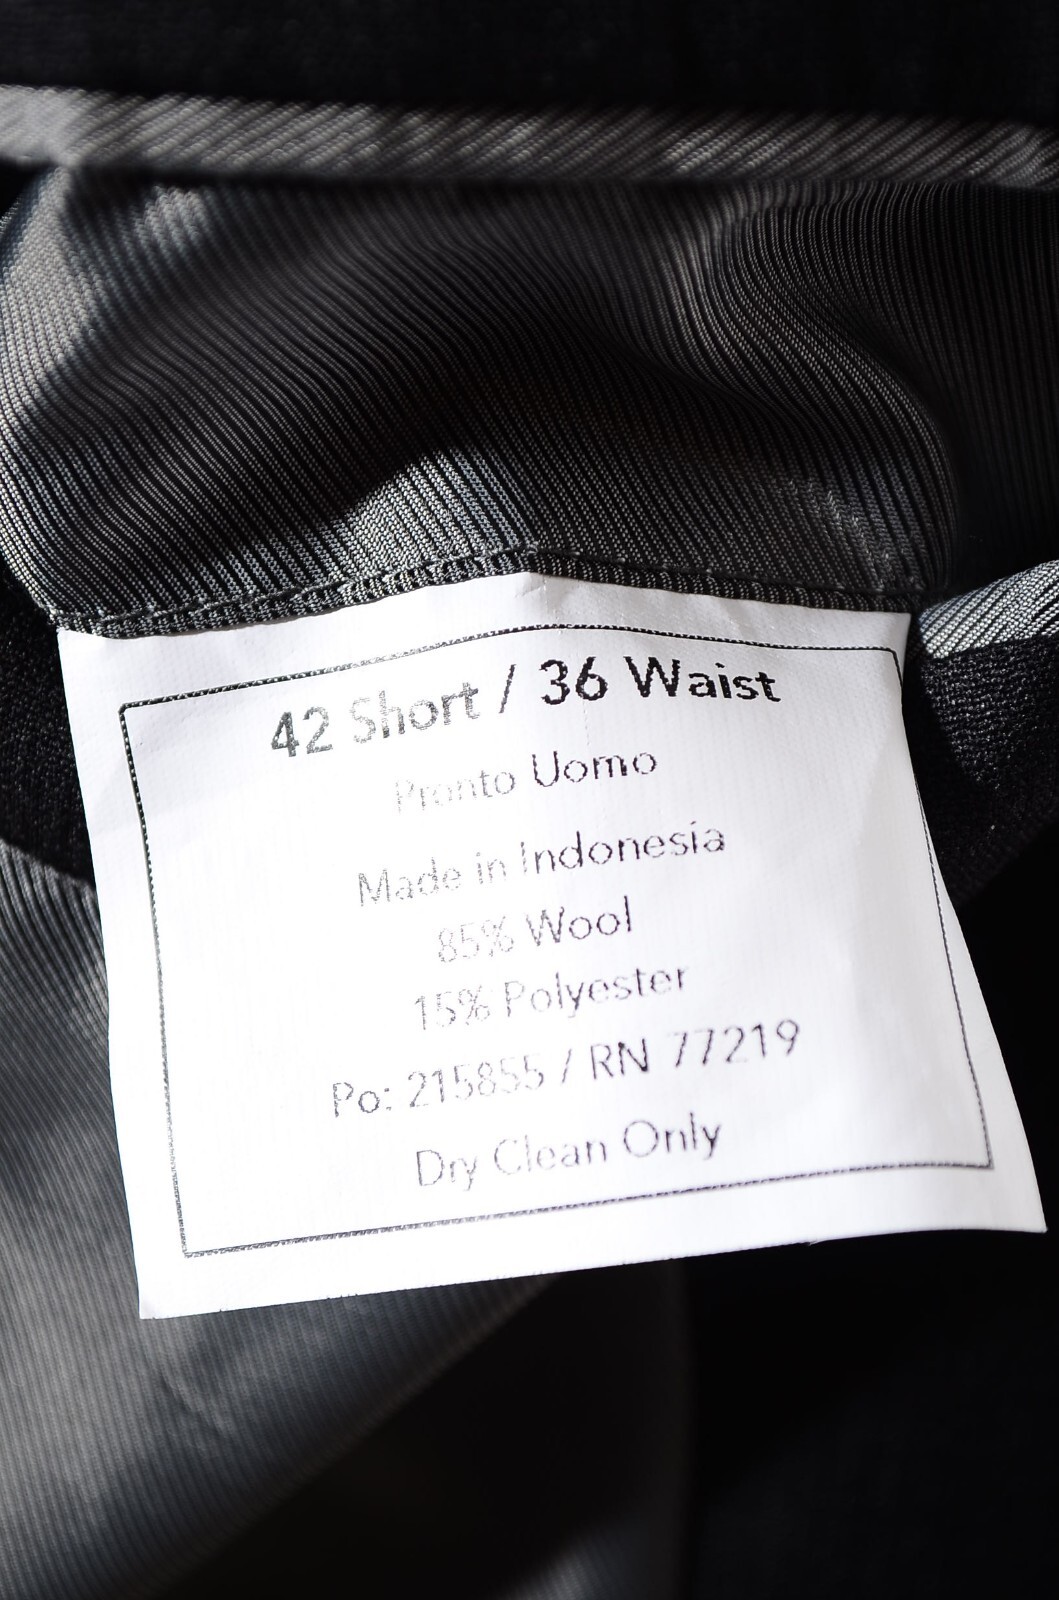 42 Short / 36 Waist
Pronto Uomo
Made in Indonesia
85% Wool
15% Polyester
Po: 215855 / RN 77219
Dry Clean Only